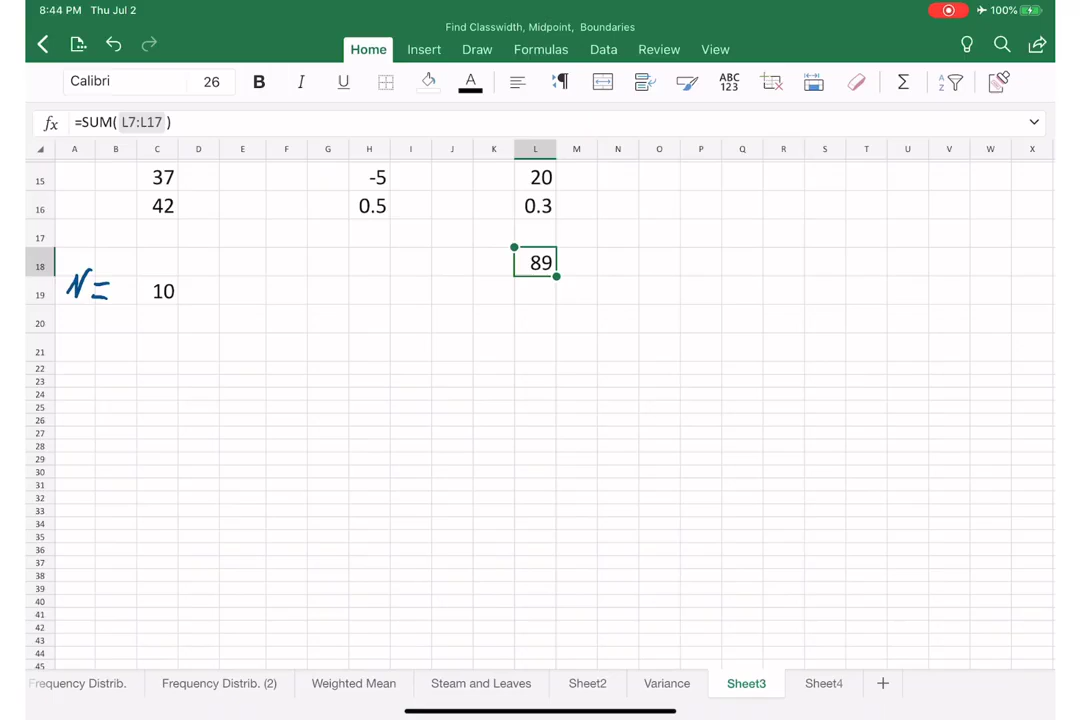 8:44 PM Thu Jul 2
100%
Find Classwidth, Midpoint, Boundaries
Home Insert Draw Formulas Data Review View
Calibri 26 B I U A ABC 123
fx =SUM( L7:L17 )
A B C D E F G H I J K L M N O P Q R S T U V W X
15 37 -5 20
16 42 0.5 0.3
17
18 89
19 N= 10
20
21
22
23
24
25
26
27
28
29
30
31
32
33
34
35
36
37
38
39
40
41
42
43
44
45
Frequency Distrib. Frequency Distrib. (2) Weighted Mean Steam and Leaves Sheet2 Variance Sheet3 Sheet4 +